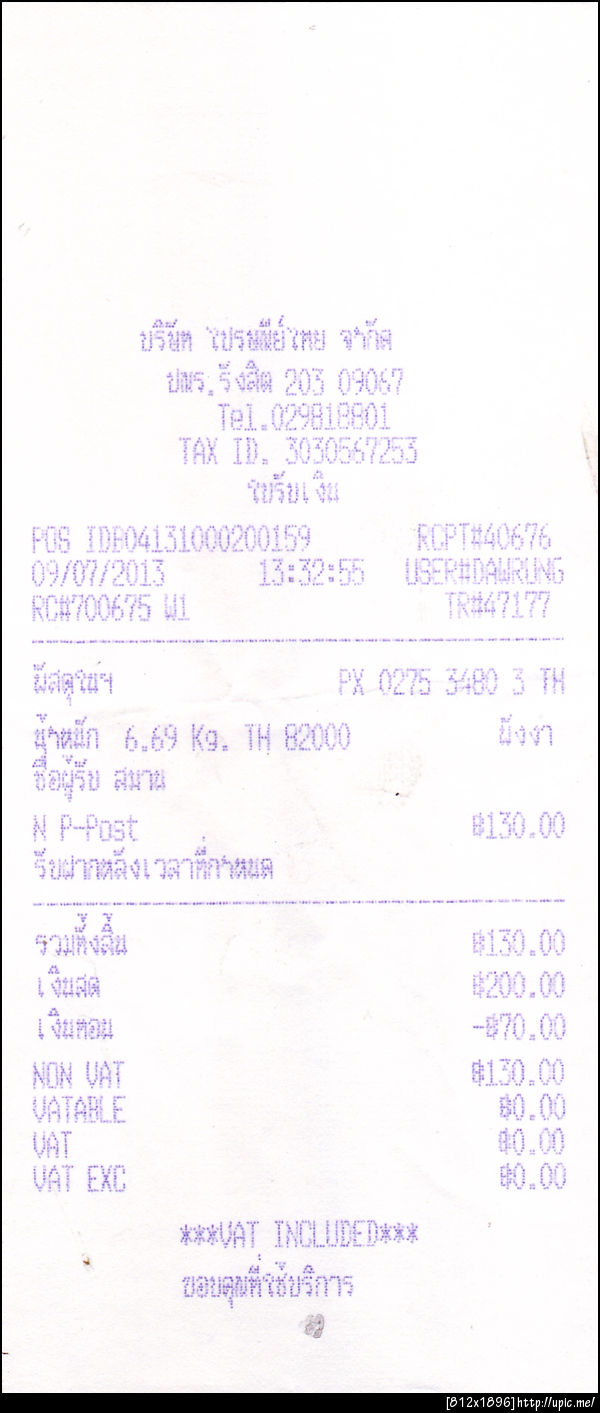 บริษัท ไปรษณีย์ไทย จำกัด
ปพร.รังสิต 203 09067
Tel.029818801
TAX ID. 3030567253
ใบรับเงิน
POS IDB04131000200159 RCPT#40676
09/07/2013 13:32:55 USER#DAWRUNG
RC#700675 W1 TR#47177
พัสดุในฯ PX 0275 3480 3 TH
น้ำหนัก 6.69 Kg. TH 82000 พังงา
ชื่อผู้รับ สมาน
N P-Post ฿130.00
รับฝากหลังเวลาที่กำหนด
รวมทั้งสิ้น ฿130.00
เงินสด ฿200.00
เงินทอน -฿70.00
NON VAT ฿130.00
VATABLE ฿0.00
VAT ฿0.00
VAT EXC ฿0.00
***VAT INCLUDED***
ขอบคุณที่ใช้บริการ
[812x1896]http://upic.me/